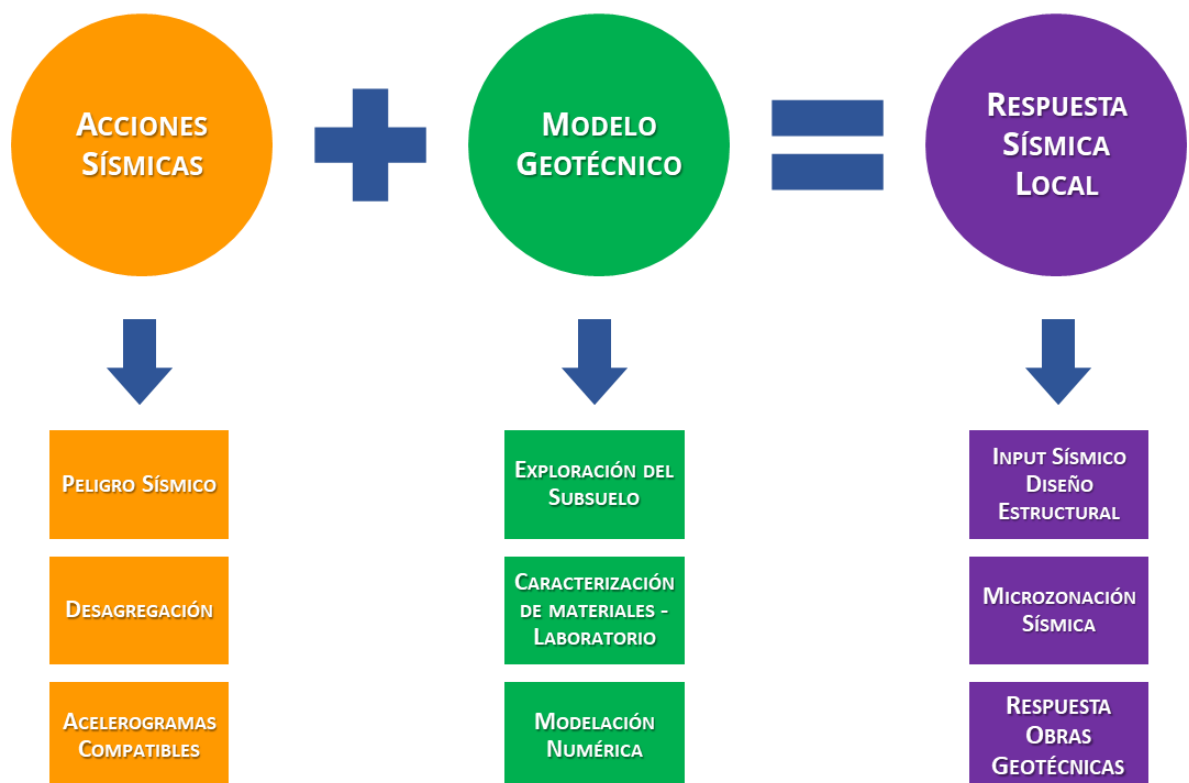 ACCIONES
SÍSMICAS
MODELO
GEOTÉCNICO
RESPUESTA
SÍSMICA
LOCAL
PELIGRO SÍSMICO
DESAGREGACIÓN
ACELEROGRAMAS
COMPATIBLES
EXPLORACIÓN DEL
SUBSUELO
CARACTERIZACIÓN
DE MATERIALES -
LABORATORIO
MODELACIÓN
NUMÉRICA
INPUT SÍSMICO
DISEÑO
ESTRUCTURAL
MICROZONACIÓN
SÍSMICA
RESPUESTA
OBRAS
GEOTÉCNICAS